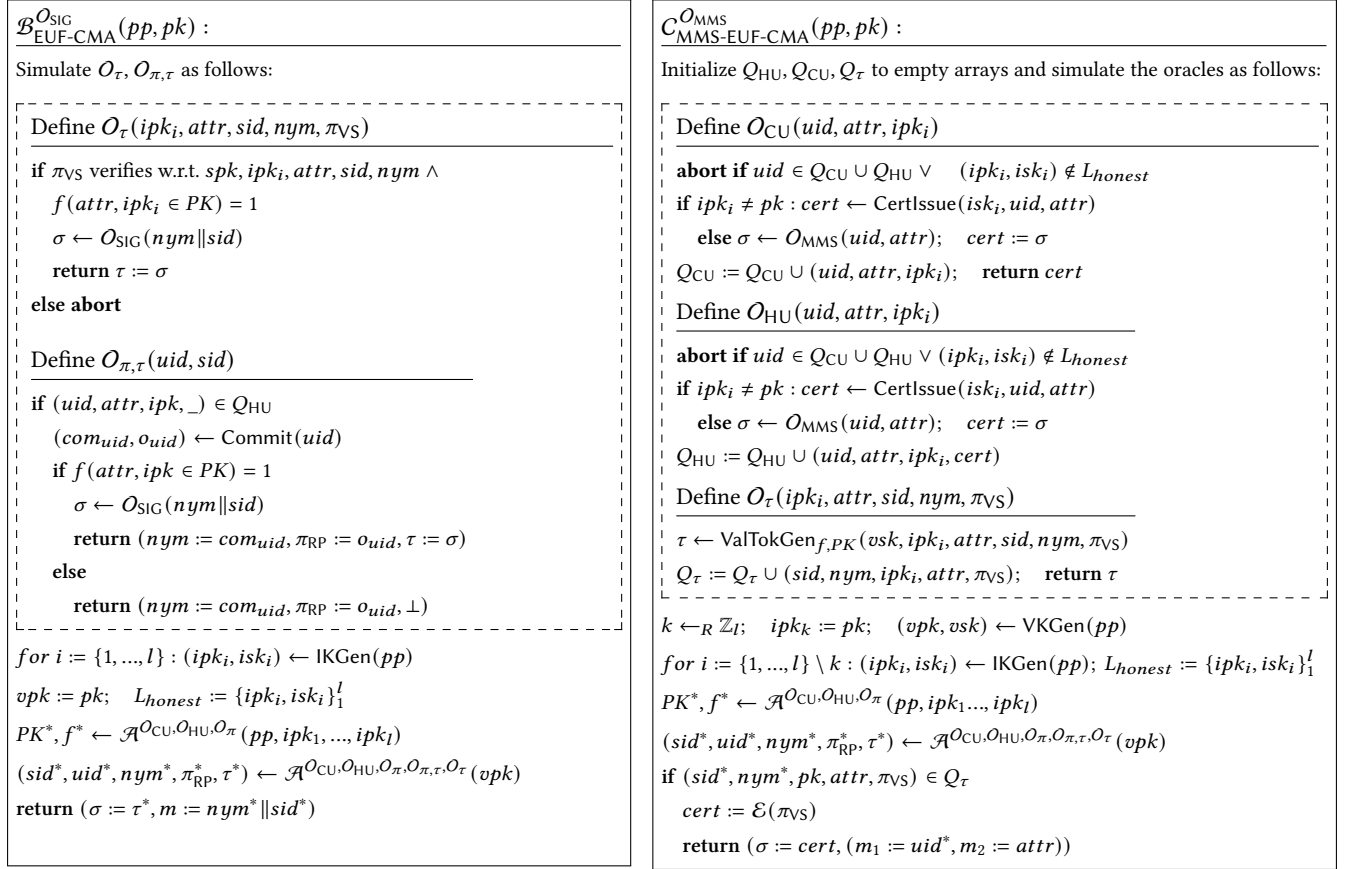 𝓑^{O_SIG}_{EUF-CMA}(pp, pk) :
Simulate O_τ, O_{π,τ} as follows:
Define O_τ(ipk_i, attr, sid, nym, π_VS)
if π_VS verifies w.r.t. spk, ipk_i, attr, sid, nym ∧
f(attr, ipk_i ∈ PK) = 1
σ ← O_SIG(nym||sid)
return τ := σ
else abort
Define O_{π,τ}(uid, sid)
if (uid, attr, ipk, _) ∈ Q_HU
(com_uid, o_uid) ← Commit(uid)
if f(attr, ipk ∈ PK) = 1
σ ← O_SIG(nym||sid)
return (nym := com_uid, π_RP := o_uid, τ := σ)
else
return (nym := com_uid, π_RP := o_uid, ⊥)
for i := {1, ..., l} : (ipk_i, isk_i) ← IKGen(pp)
vpk := pk; L_honest := {ipk_i, isk_i}_1^l
PK*, f* ← 𝓐^{O_CU, O_HU, O_π}(pp, ipk_1, ..., ipk_l)
(sid*, uid*, nym*, π*_RP, τ*) ← 𝓐^{O_CU, O_HU, O_π, O_{π,τ}, O_τ}(vpk)
return (σ := τ*, m := nym*||sid*)
𝓒^{O_MMS}_{MMS-EUF-CMA}(pp, pk) :
Initialize Q_HU, Q_CU, Q_τ to empty arrays and simulate the oracles as follows:
Define O_CU(uid, attr, ipk_i)
abort if uid ∈ Q_CU ∪ Q_HU ∨ (ipk_i, isk_i) ∉ L_honest
if ipk_i ≠ pk : cert ← CertIssue(isk_i, uid, attr)
else σ ← O_MMS(uid, attr); cert := σ
Q_CU := Q_CU ∪ (uid, attr, ipk_i); return cert
Define O_HU(uid, attr, ipk_i)
abort if uid ∈ Q_CU ∪ Q_HU ∨ (ipk_i, isk_i) ∉ L_honest
if ipk_i ≠ pk : cert ← CertIssue(isk_i, uid, attr)
else σ ← O_MMS(uid, attr); cert := σ
Q_HU := Q_HU ∪ (uid, attr, ipk_i, cert)
Define O_τ(ipk_i, attr, sid, nym, π_VS)
τ ← ValTokGen_{f,PK}(vsk, ipk_i, attr, sid, nym, π_VS)
Q_τ := Q_τ ∪ (sid, nym, ipk_i, attr, π_VS); return τ
k ←_R ℤ_l; ipk_k := pk; (vpk, vsk) ← VKGen(pp)
for i := {1, ..., l} \ k : (ipk_i, isk_i) ← IKGen(pp); L_honest := {ipk_i, isk_i}_1^l
PK*, f* ← 𝓐^{O_CU, O_HU, O_π}(pp, ipk_1..., ipk_l)
(sid*, uid*, nym*, π*_RP, τ*) ← 𝓐^{O_CU, O_HU, O_π, O_{π,τ}, O_τ}(vpk)
if (sid*, nym*, pk, attr, π_VS) ∈ Q_τ
cert := 𝓔(π_VS)
return (σ := cert, (m_1 := uid*, m_2 := attr))